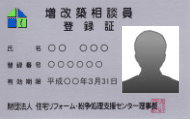 増改築相談員
登録証
氏名 ○○ ○○○
登録番号 ○○○○○○
有効期限 平成○○年3月31日
財団法人 住宅リフォーム・紛争処理支援センター理事長